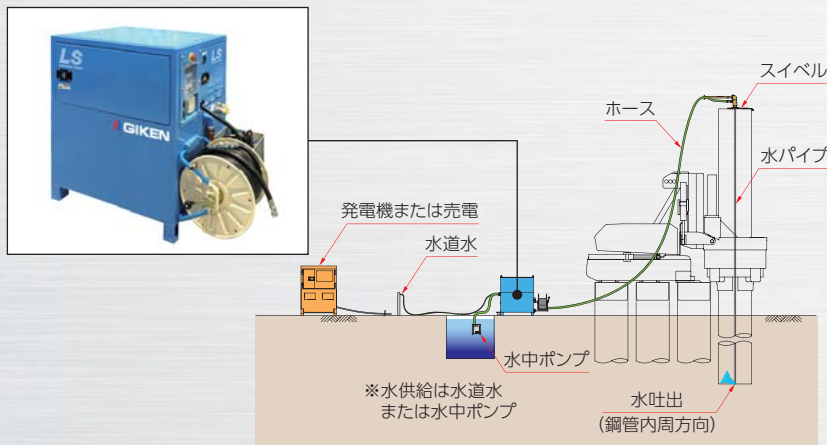 LS
LS
GIKEN
スイベル
ホース
水パイプ
発電機または売電
水道水
水中ポンプ
※水供給は水道水
または水中ポンプ
水吐出
(鋼管内周方向)